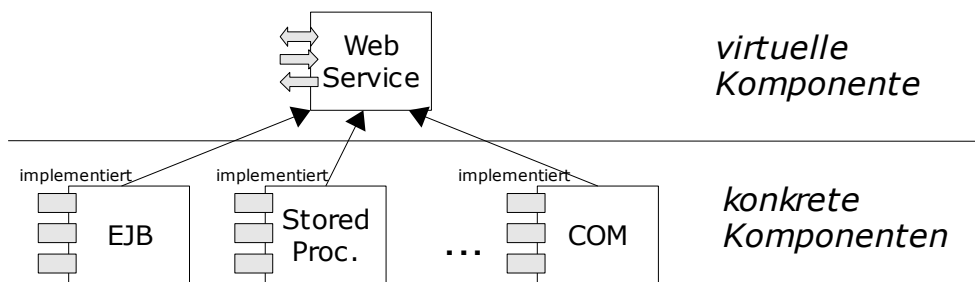 Web
Service
virtuelle
Komponente
implementiert
implementiert
implementiert
EJB
Stored
Proc.
...
COM
konkrete
Komponenten